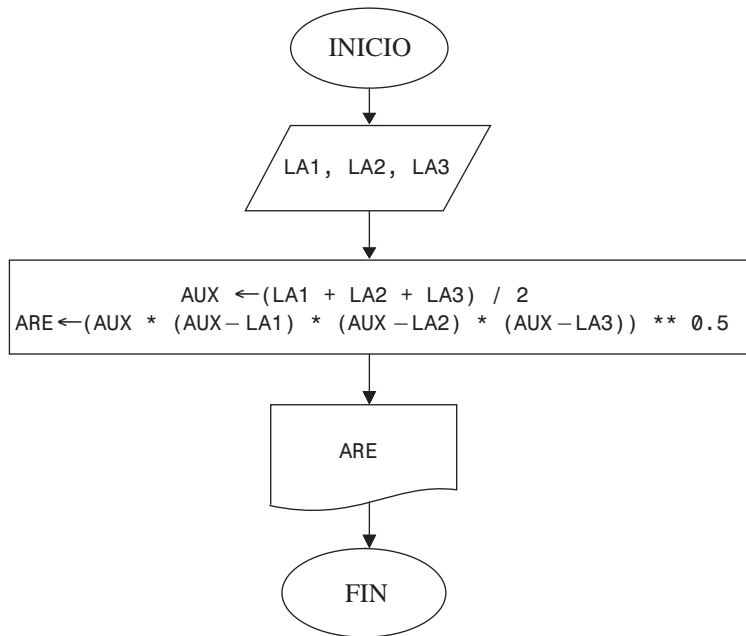 INICIO
LA1, LA2, LA3
AUX ←(LA1 + LA2 + LA3) / 2
ARE←(AUX * (AUX–LA1) * (AUX –LA2) * (AUX–LA3)) ** 0.5
ARE
FIN